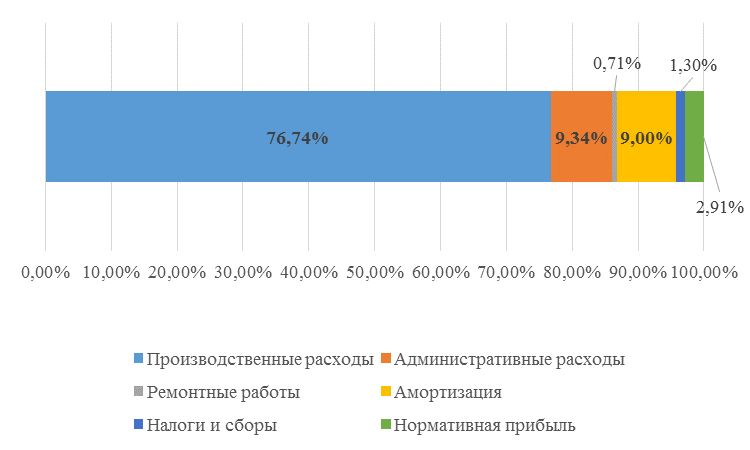 0,71% 1,30%
76,74% 9,34% 9,00%
2,91%
0,00% 10,00% 20,00% 30,00% 40,00% 50,00% 60,00% 70,00% 80,00% 90,00% 100,00%
Производственные расходы Административные расходы
Ремонтные работы Амортизация
Налоги и сборы Нормативная прибыль